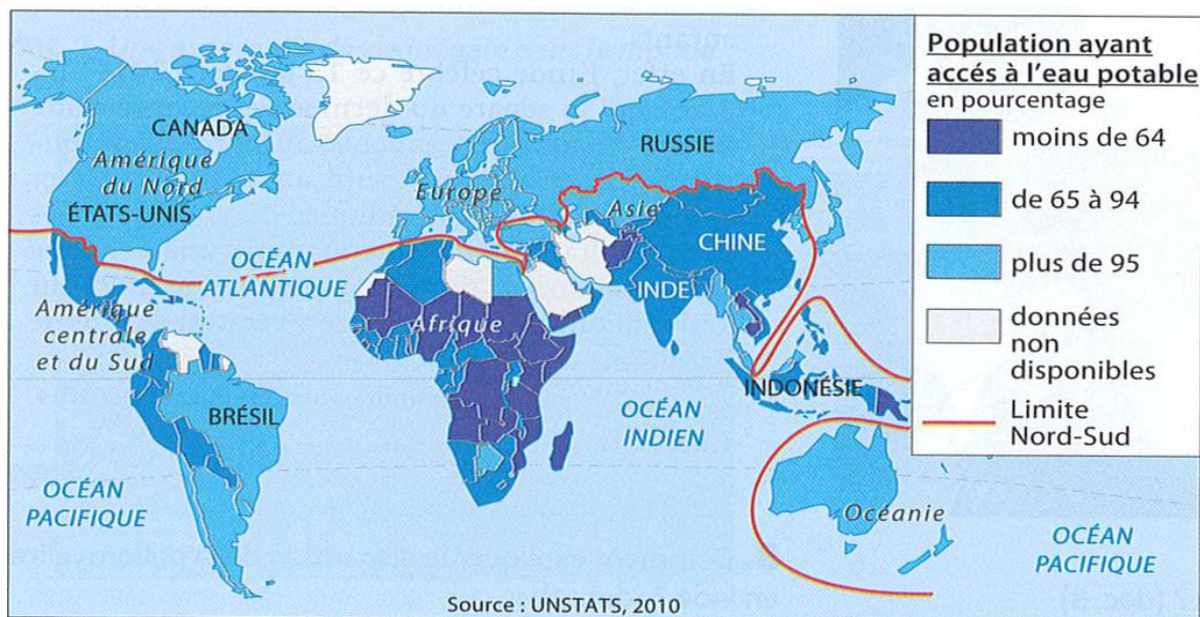 Population ayant
accés à l'eau potable
en pourcentage
moins de 64
de 65 à 94
plus de 95
données
non
disponibles
Limite
Nord-Sud
CANADA
Amérique
du Nord
ÉTATS-UNIS
RUSSIE
Europe
Asie
CHINE
OCÉAN
ATLANTIQUE
INDE
Amérique
centrale
et du Sud
Afrique
BRÉSIL
INDONÉSIE
OCÉAN
INDIEN
OCÉAN
PACIFIQUE
Océanie
OCÉAN
PACIFIQUE
Source : UNSTATS, 2010